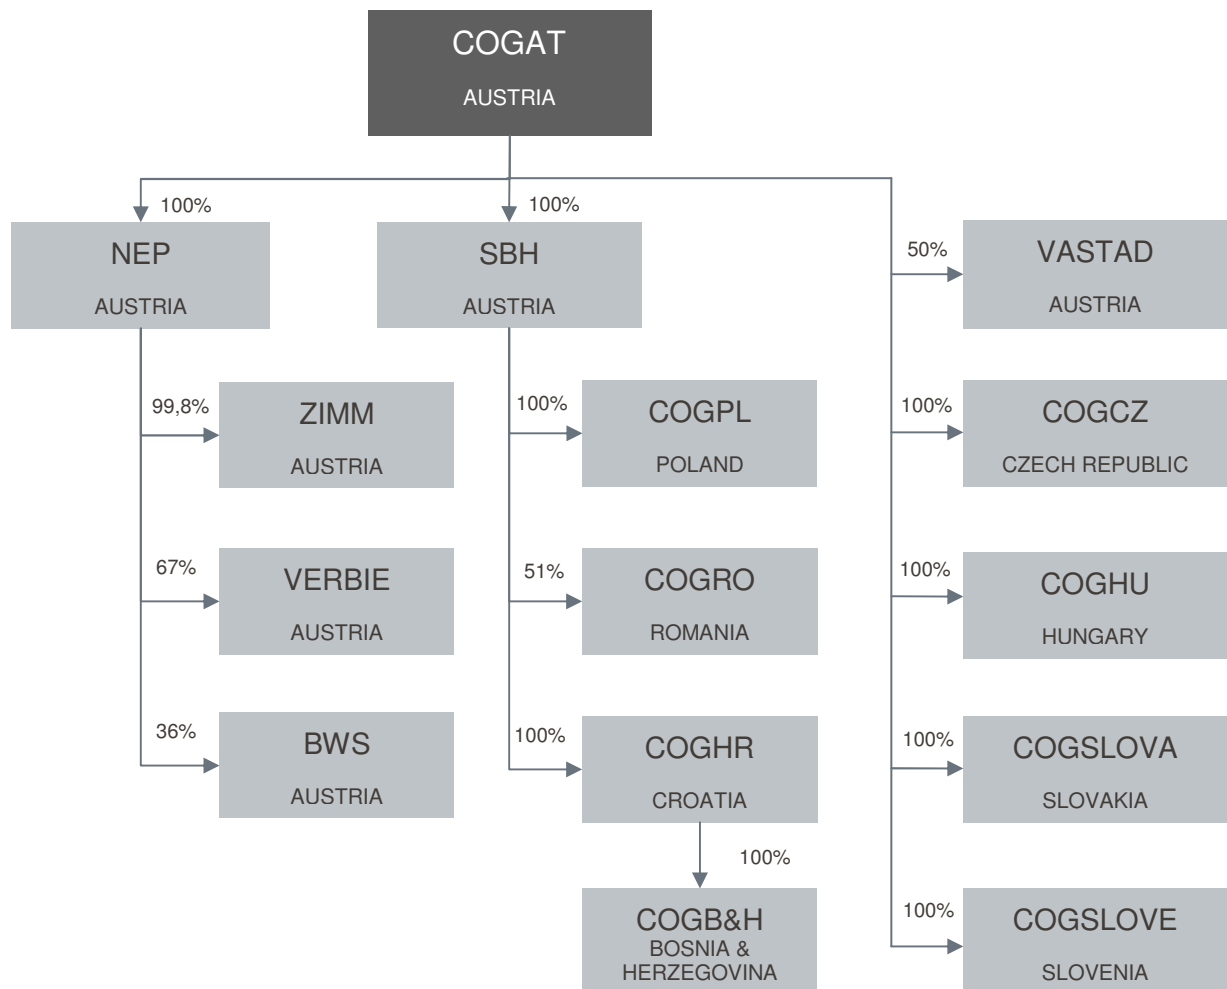 COGAT
AUSTRIA
100%
100%
NEP
AUSTRIA
SBH
AUSTRIA
50%
VASTAD
AUSTRIA
99,8%
ZIMM
AUSTRIA
100%
COGPL
POLAND
100%
COGCZ
CZECH REPUBLIC
67%
VERBIE
AUSTRIA
51%
COGRO
ROMANIA
100%
COGHU
HUNGARY
36%
BWS
AUSTRIA
100%
COGHR
CROATIA
100%
COGSLOVA
SLOVAKIA
100%
COGB&H
BOSNIA &
HERZEGOVINA
100%
COGSLOVE
SLOVENIA